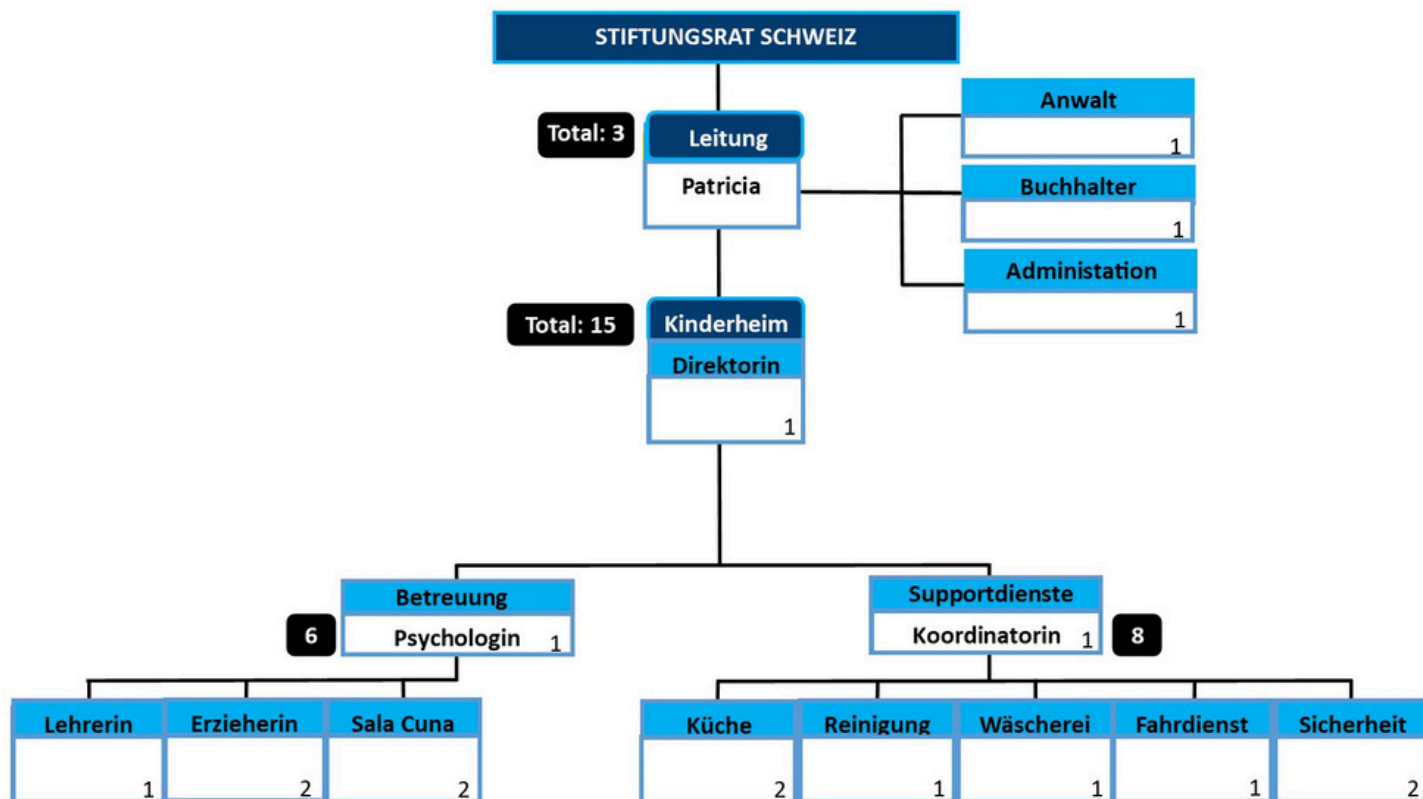 STIFTUNGSRAT SCHWEIZ
Total: 3
Leitung
Patricia
Anwalt
1
Buchhalter
1
Administation
1
Total: 15
Kinderheim
Direktorin
1
Betreuung
6
Psychologin 1
Supportdienste
Koordinatorin 1
8
Lehrerin
1
Erzieherin
2
Sala Cuna
2
Küche
2
Reinigung
1
Wäscherei
1
Fahrdienst
1
Sicherheit
2